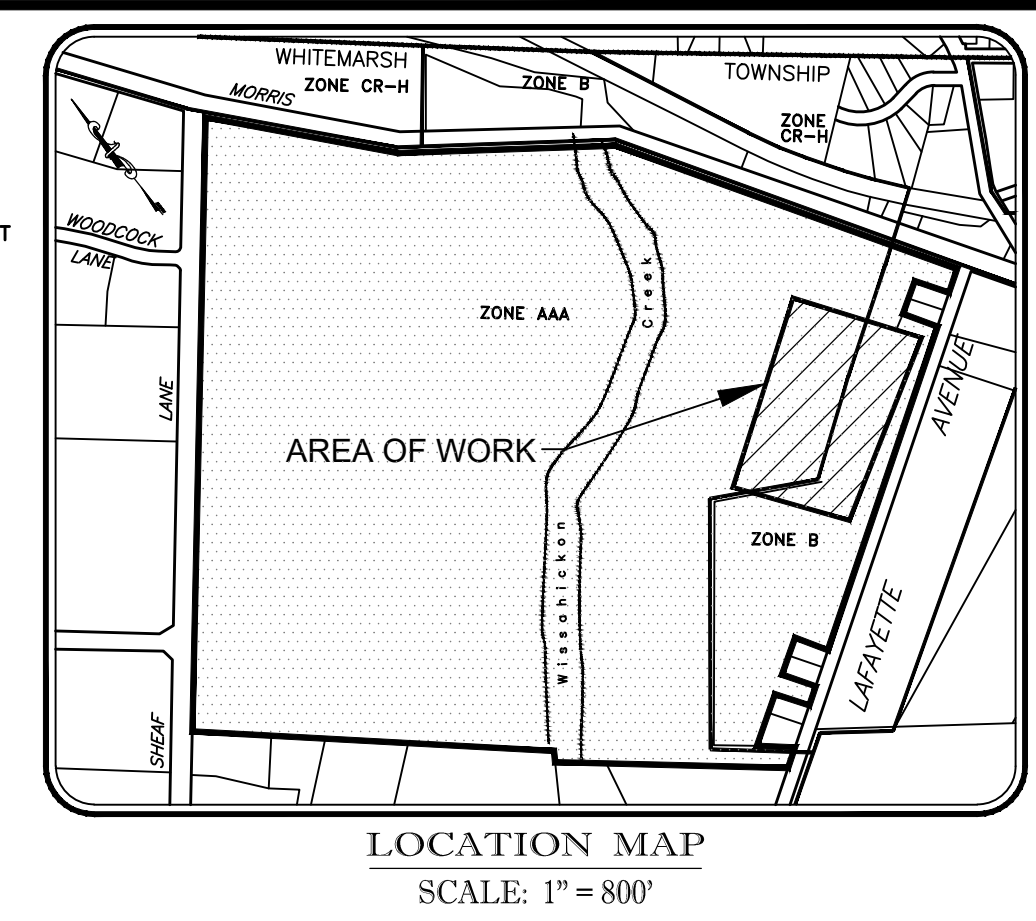 WHITEMARSH
TOWNSHIP
ZONE CR-H
ZONE B
MORRIS
ZONE
CR-H
T
WOODCOCK
LANE
Creek
ZONE AAA
LANE
AVENUE
AREA OF WORK
ZONE B
Wissahickon
LAFAYETTE
SHEAF
LOCATION MAP
SCALE: 1" = 800'